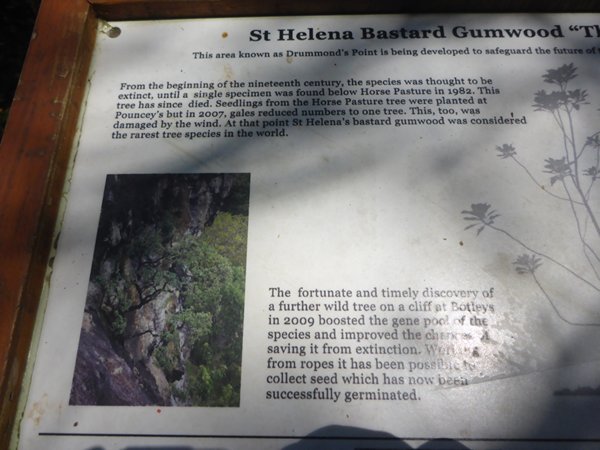 St Helena Bastard Gumwood “Th
This area known as Drummond's Point is being developed to safeguard the future of t
From the beginning of the nineteenth century, the species was thought to be
extinct, until a single specimen was found below Horse Pasture in 1982. This
tree has since died. Seedlings from the Horse Pasture tree were planted at
Pouncey's but in 2007, gales reduced numbers to one tree. This, too, was
damaged by the wind. At that point St Helena's bastard gumwood was considered
the rarest tree species in the world.
The fortunate and timely discovery of
a further wild tree on a cliff at Botleys
in 2009 boosted the gene pool of the
species and improved the chances of
saving it from extinction.
from ropes it has been possible to
collect seed which has now been
successfully germinated.